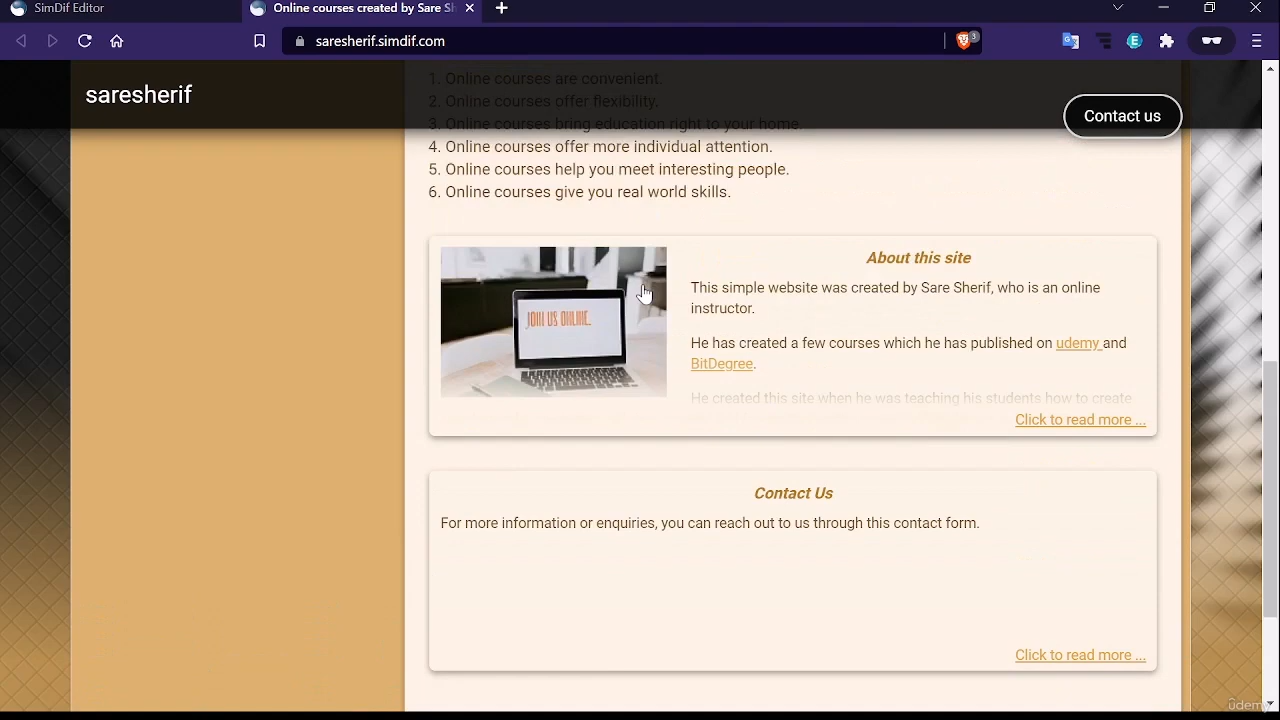 SimDif Editor
Online courses created by Sare Sh
saresherif.simdif.com
3
saresherif
Contact us
1. Online courses are convenient.
2. Online courses offer flexibility.
3. Online courses bring education right to your home.
4. Online courses offer more individual attention.
5. Online courses help you meet interesting people.
6. Online courses give you real world skills.
JOIN US ONLINE.
About this site
This simple website was created by Sare Sherif, who is an online
instructor.
He has created a few courses which he has published on udemy and
BitDegree.
He created this site when he was teaching his students how to create
Click to read more ...
Contact Us
For more information or enquiries, you can reach out to us through this contact form.
Click to read more ...
udemy